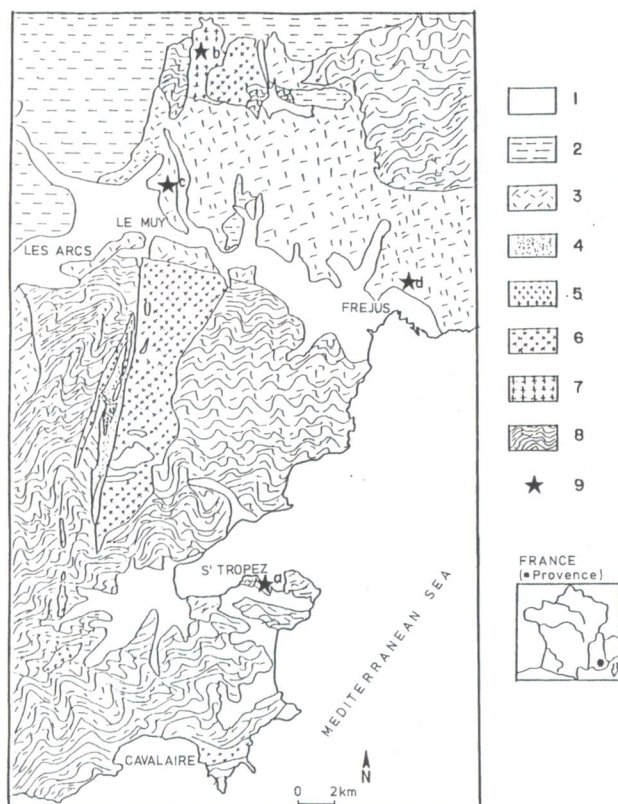 b
1
2
3
c
4
LE MUY
LES ARCS
5
d
FREJUS
6
7
8
9
FRANCE
(▪ Provence)
Sᵗ TROPEZ
a
MEDITERRANEAN SEA
CAVALAIRE
N
0 2km